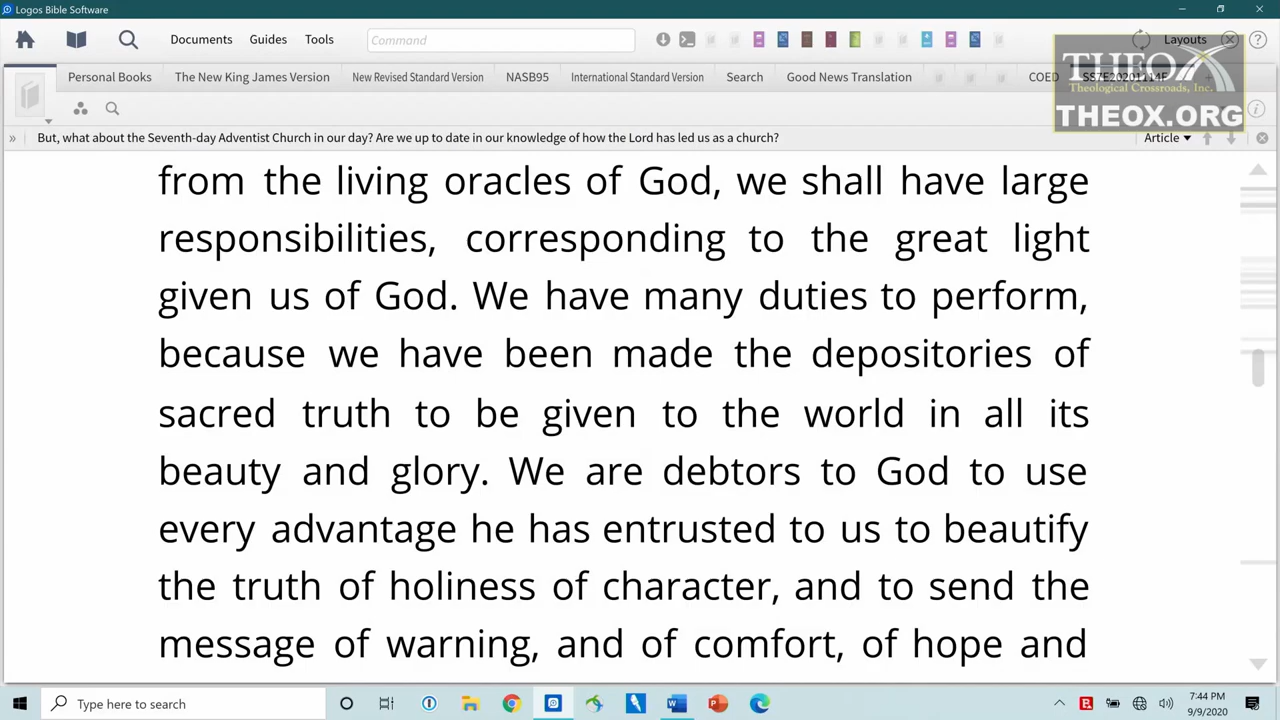 Logos Bible Software
Documents Guides Tools Command Layouts
Personal Books The New King James Version New Revised Standard Version NASB95 International Standard Version Search Good News Translation COED SS7E20201114F
THEOX
Theological Crossroads, Inc.
THEOX.ORG
» But, what about the Seventh-day Adventist Church in our day? Are we up to date in our knowledge of how the Lord has led us as a church? Article
from the living oracles of God, we shall have large
responsibilities, corresponding to the great light
given us of God. We have many duties to perform,
because we have been made the depositories of
sacred truth to be given to the world in all its
beauty and glory. We are debtors to God to use
every advantage he has entrusted to us to beautify
the truth of holiness of character, and to send the
message of warning, and of comfort, of hope and
Type here to search
7:44 PM
9/9/2020